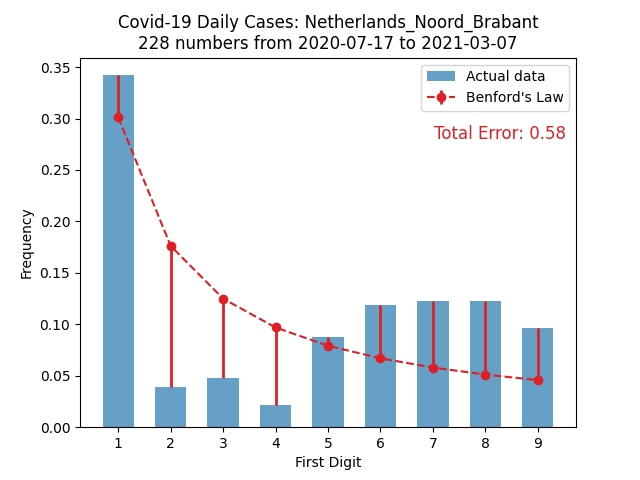 Covid-19 Daily Cases: Netherlands_Noord_Brabant
228 numbers from 2020-07-17 to 2021-03-07
Actual data
Benford's Law
Total Error: 0.58
Frequency
0.35
0.30
0.25
0.20
0.15
0.10
0.05
0.00
1 2 3 4 5 6 7 8 9
First Digit